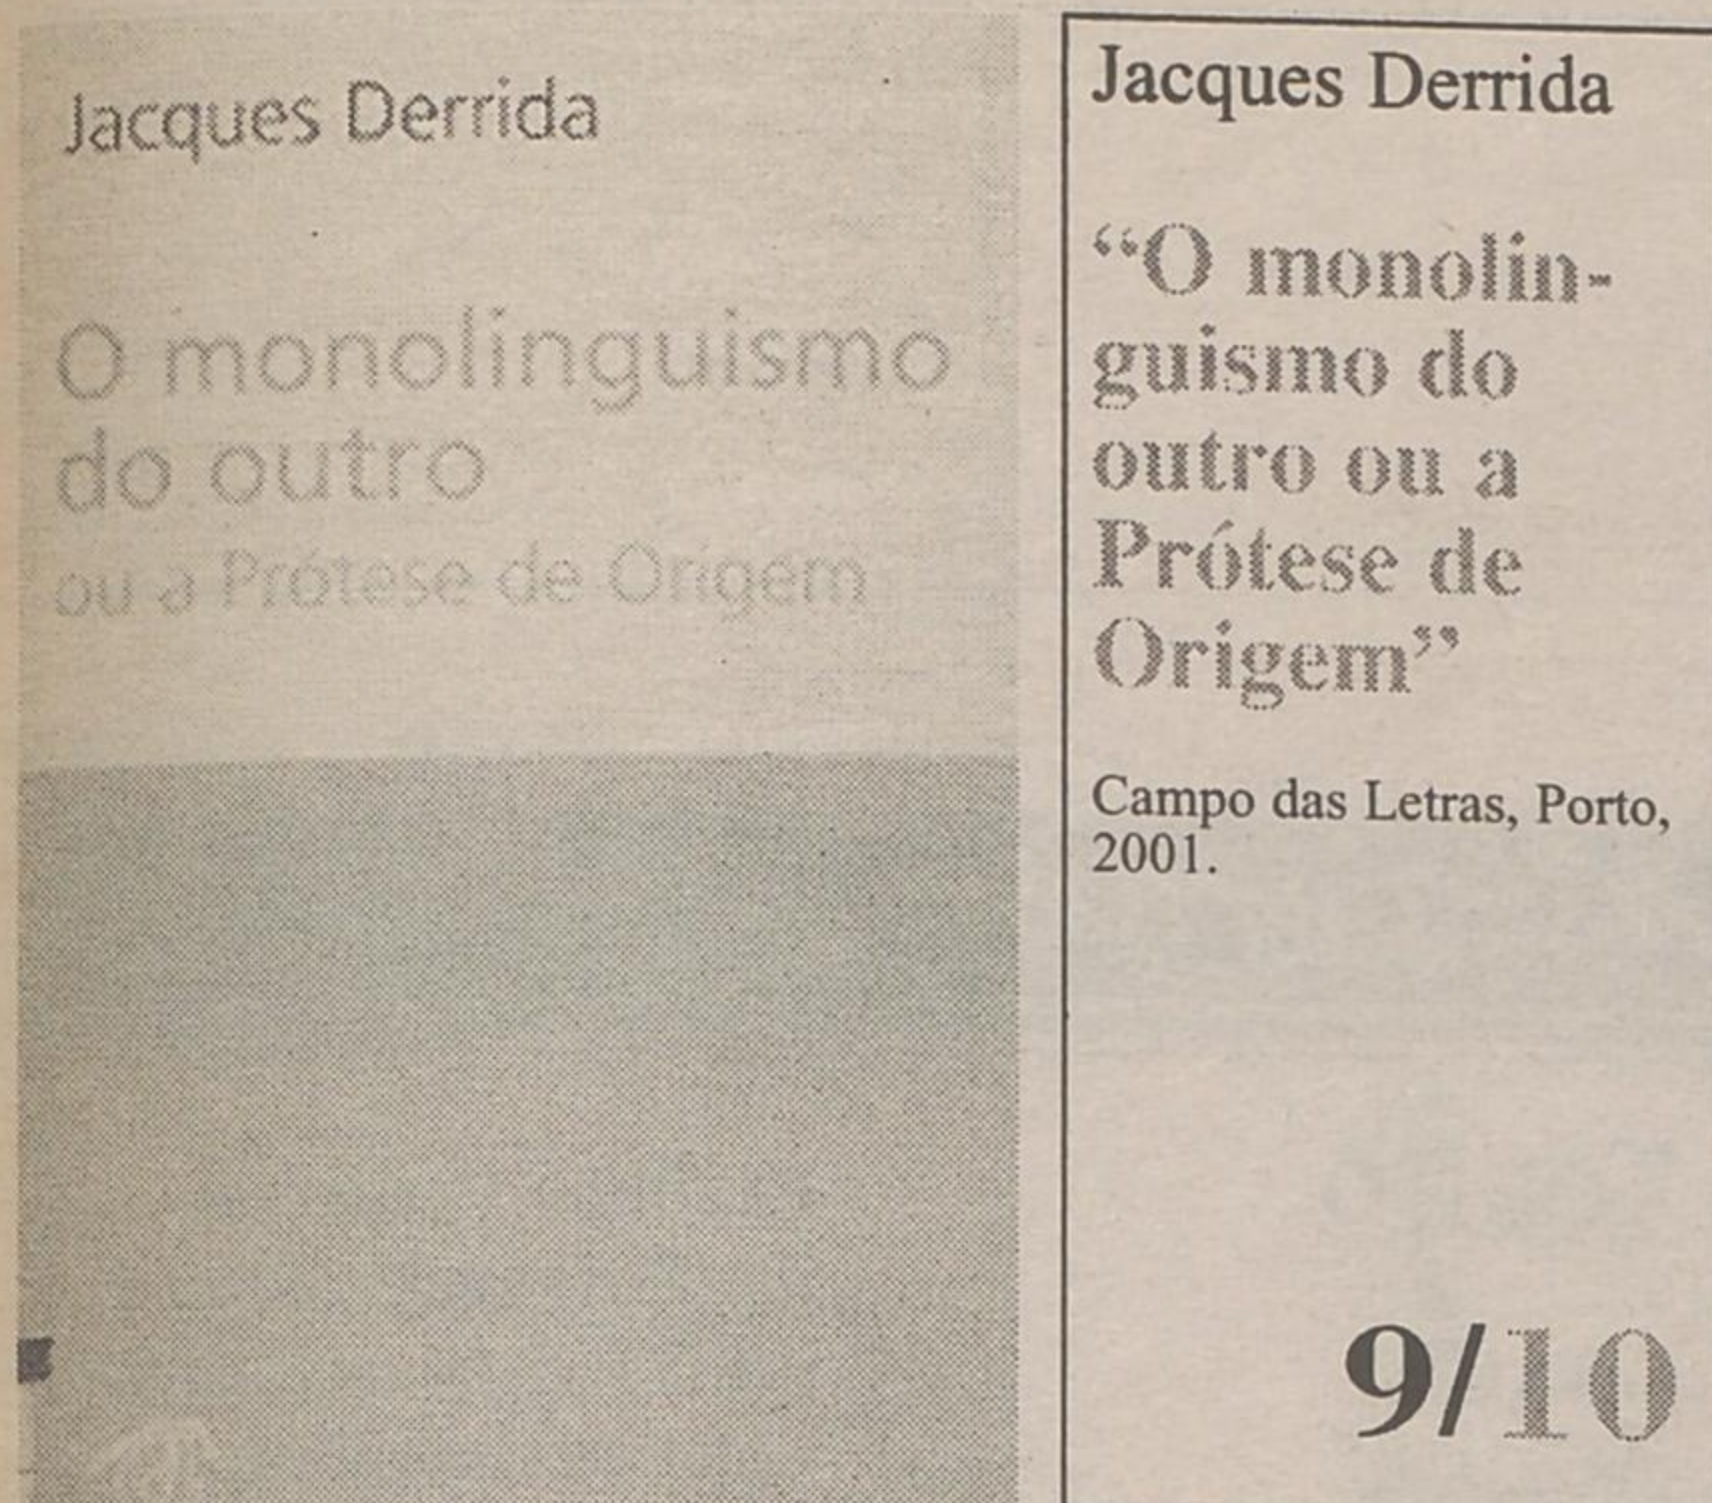 Jacques Derrida
O monolinguismo
do outro
ou a Prótese de Origem
Jacques Derrida
“O monolin-
guismo do
outro ou a
Prótese de
Origem”
Campo das Letras, Porto,
2001.
9/10